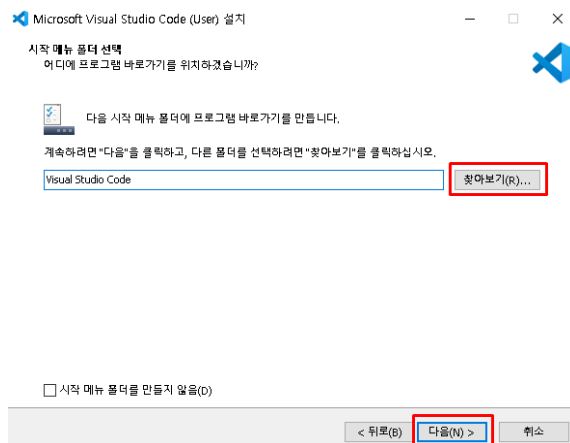 Microsoft Visual Studio Code (User) 설치
시작 메뉴 폴더 선택
어디에 프로그램 바로가기를 위치하겠습니까?
다음 시작 메뉴 폴더에 프로그램 바로가기를 만듭니다.
계속하려면 "다음"을 클릭하고, 다른 폴더를 선택하려면 "찾아보기"를 클릭하십시오.
Visual Studio Code 찾아보기(R)...
시작 메뉴 폴더를 만들지 않음(D)
< 뒤로(B) 다음(N) > 취소